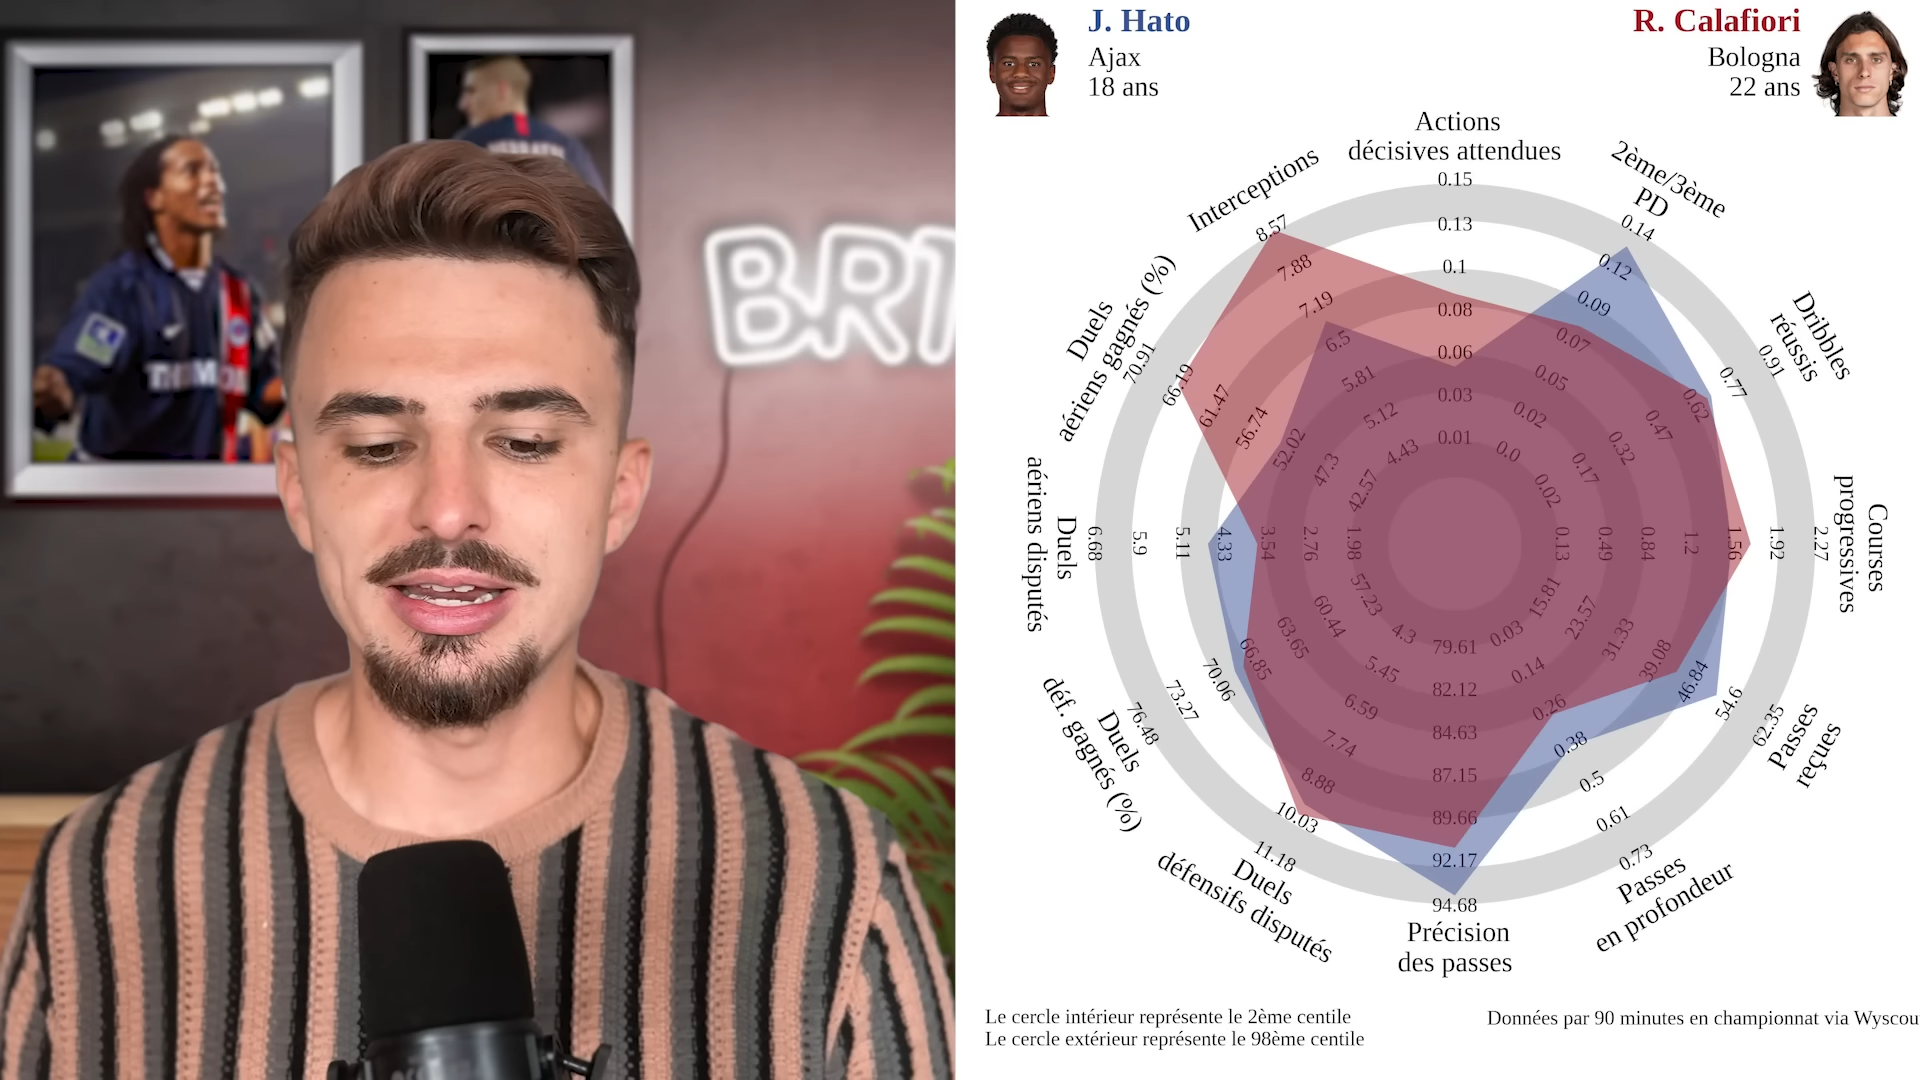 J. Hato
Ajax
18 ans
R. Calafiori
Bologna
22 ans
Actions
décisives attendues
0.15
0.13
0.1
0.08
0.06
0.03
0.01
2ème/3ème
PD
0.14
0.12
0.09
0.07
0.05
0.02
0.0
Dribbles
réussis
0.91
0.77
0.62
0.47
0.32
0.17
0.02
Courses
progressives
2.27
1.92
1.56
1.2
0.84
0.49
0.13
Passes
reçues
62.35
54.6
46.84
39.08
31.33
23.57
15.81
Passes
en profondeur
0.73
0.61
0.5
0.38
0.26
0.14
0.03
Précision
des passes
94.68
92.17
89.66
87.15
84.63
82.12
79.61
Duels
défensifs disputés
11.18
10.03
8.88
7.74
6.59
5.45
4.3
Duels
déf. gagnés (%)
76.48
73.27
70.06
66.85
63.65
60.44
57.23
Duels
aériens disputés
6.68
5.9
5.11
4.33
3.54
2.76
1.98
Duels
aériens gagnés (%)
70.91
66.19
61.47
56.74
52.02
47.3
42.57
Interceptions
8.57
7.88
7.19
6.5
5.81
5.12
4.43
Le cercle intérieur représente le 2ème centile
Le cercle extérieur représente le 98ème centile
Données par 90 minutes en championnat via Wyscou
BRT